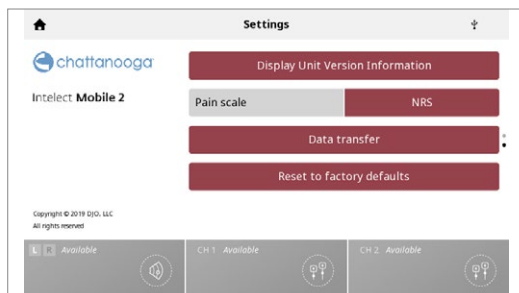 Settings
chattanooga
Intelect Mobile 2
Display Unit Version Information
Pain scale
NRS
Data transfer
Reset to factory defaults
Copyright © 2019 DJO, LLC
All rights reserved
L R Available
CH 1 Available
CH 2 Available